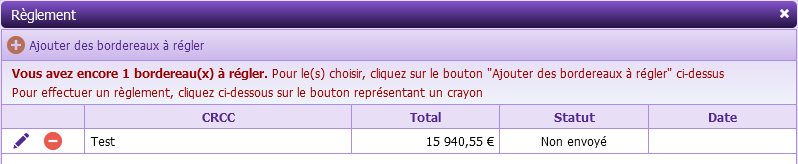 Règlement
Ajouter des bordereaux à régler
Vous avez encore 1 bordereau(x) à régler. Pour le(s) choisir, cliquez sur le bouton "Ajouter des bordereaux à régler" ci-dessus
Pour effectuer un règlement, cliquez ci-dessous sur le bouton représentant un crayon
CRCC Total Statut Date
Test 15 940,55 € Non envoyé